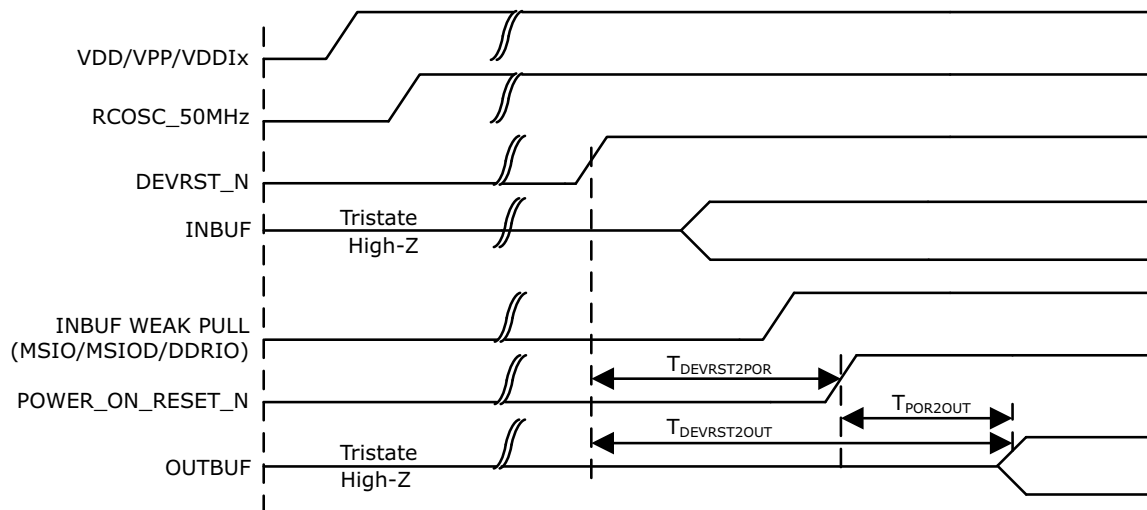 VDD/VPP/VDDIx
RCOSC_50MHz
DEVRST_N
INBUF
Tristate
High-Z
INBUF WEAK PULL
(MSIO/MSIOD/DDRIO)
TDEVRST2POR
POWER_ON_RESET_N
TPOR2OUT
TDEVRST2OUT
OUTBUF
Tristate
High-Z